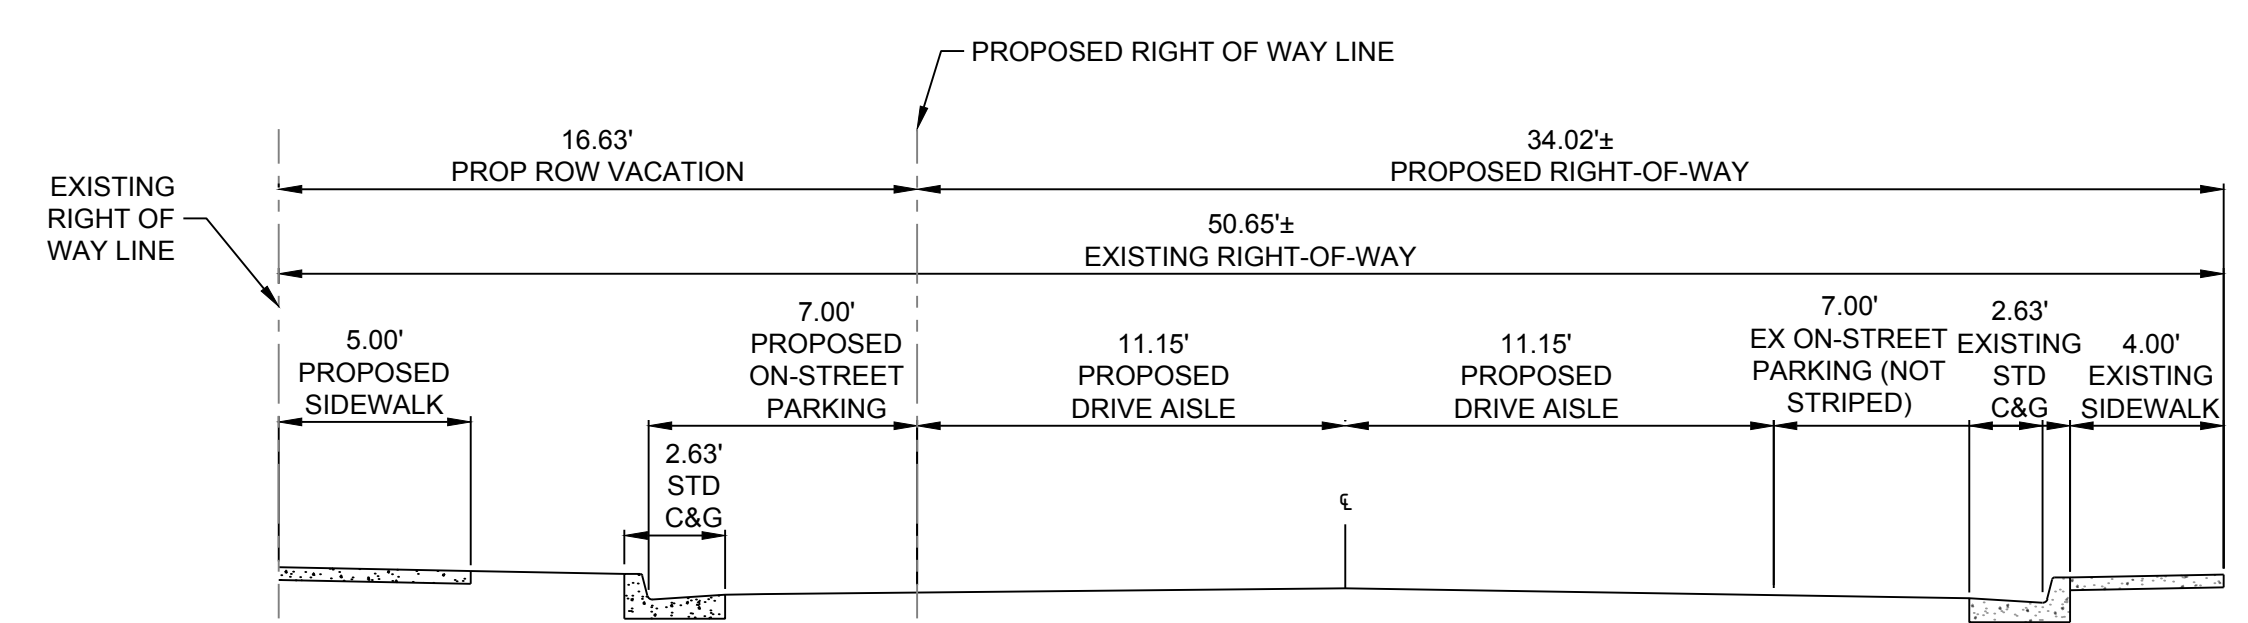 PROPOSED RIGHT OF WAY LINE
16.63'
PROP ROW VACATION
34.02'±
PROPOSED RIGHT-OF-WAY
EXISTING
RIGHT OF
WAY LINE
50.65'±
EXISTING RIGHT-OF-WAY
5.00'
PROPOSED
SIDEWALK
7.00'
PROPOSED
ON-STREET
PARKING
11.15'
PROPOSED
DRIVE AISLE
11.15'
PROPOSED
DRIVE AISLE
7.00'
EX ON-STREET
PARKING (NOT
STRIPED)
2.63'
EXISTING
STD
C&G
4.00'
EXISTING
SIDEWALK
2.63'
STD
C&G
℄